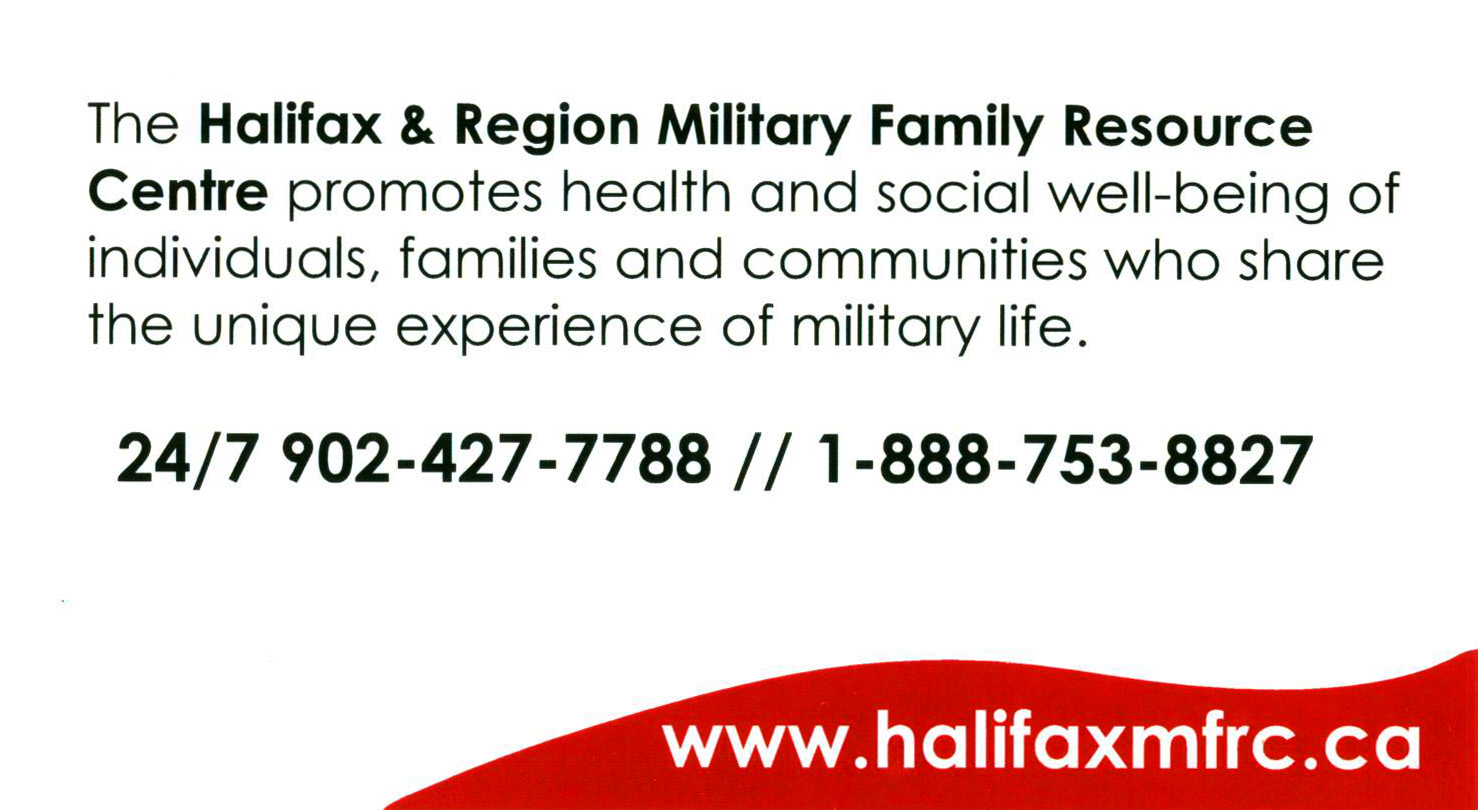 The Halifax & Region Military Family Resource
Centre promotes health and social well-being of
individuals, families and communities who share
the unique experience of military life.
24/7 902-427-7788 // 1-888-753-8827
www.halifaxmfrc.ca